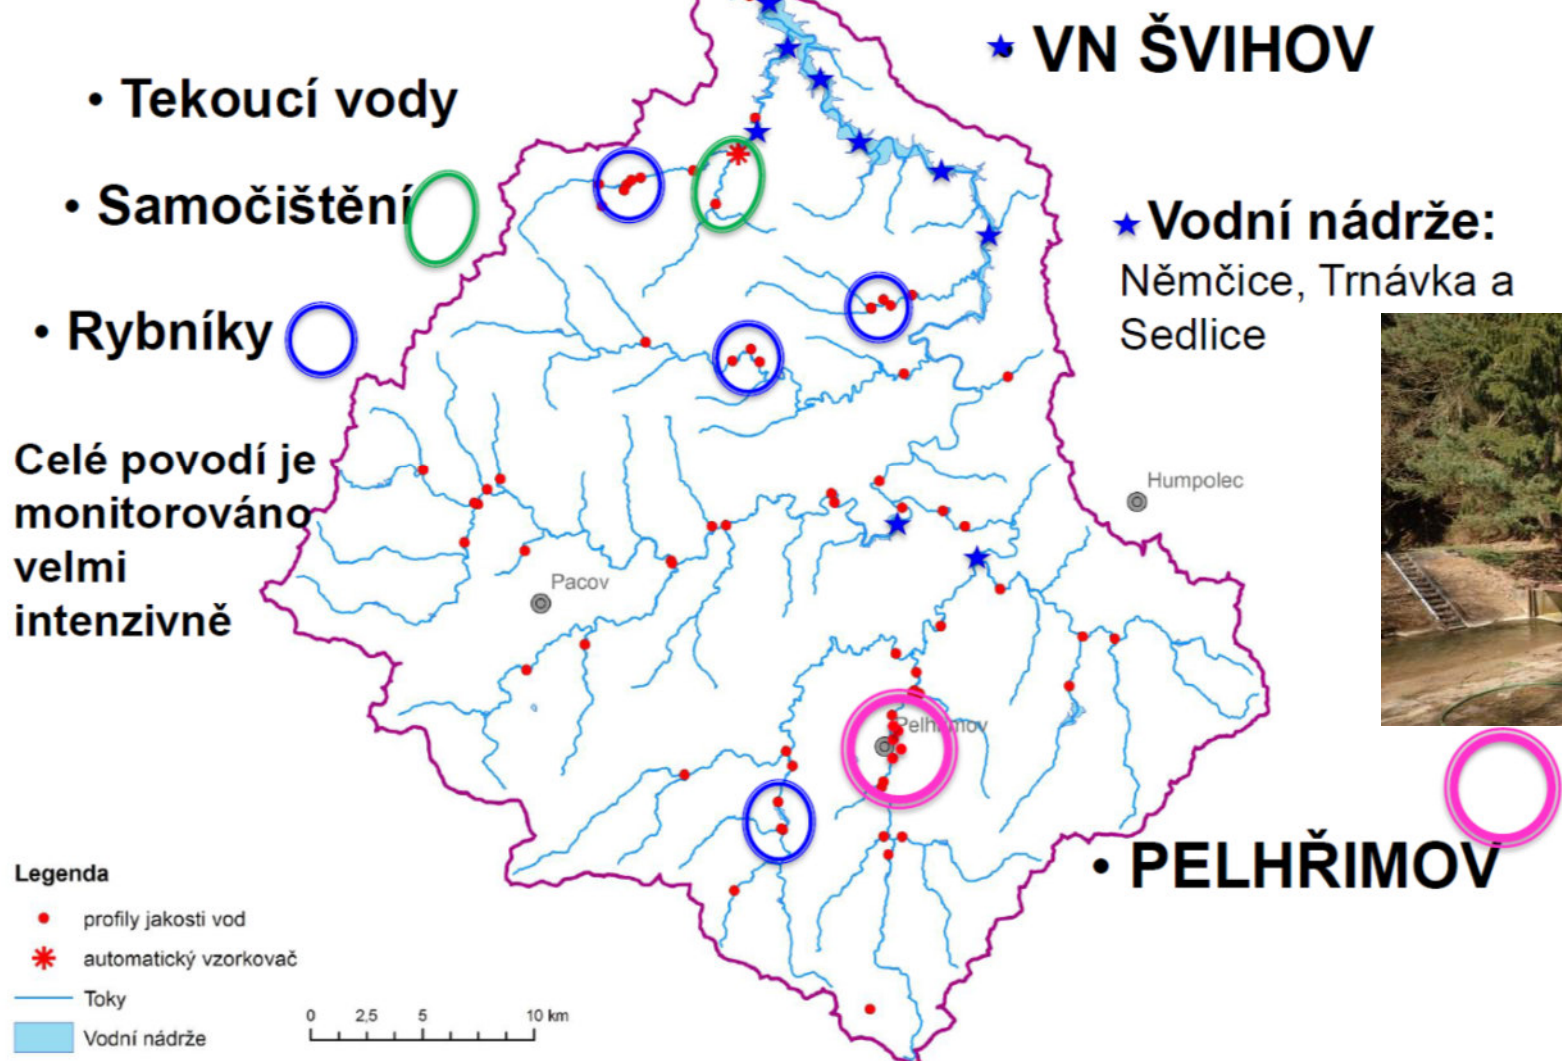 • VN ŠVIHOV
• Tekoucí vody
• Samočištění
Vodní nádrže:
Němčice, Trnávka a
Sedlice
• Rybníky
Celé povodí je
monitorováno
velmi
intenzivně
Humpolec
Pacov
Pelhřimov
• PELHŘIMOV
Legenda
profily jakosti vod
automatický vzorkovač
Toky
Vodní nádrže
0 2,5 5 10 km